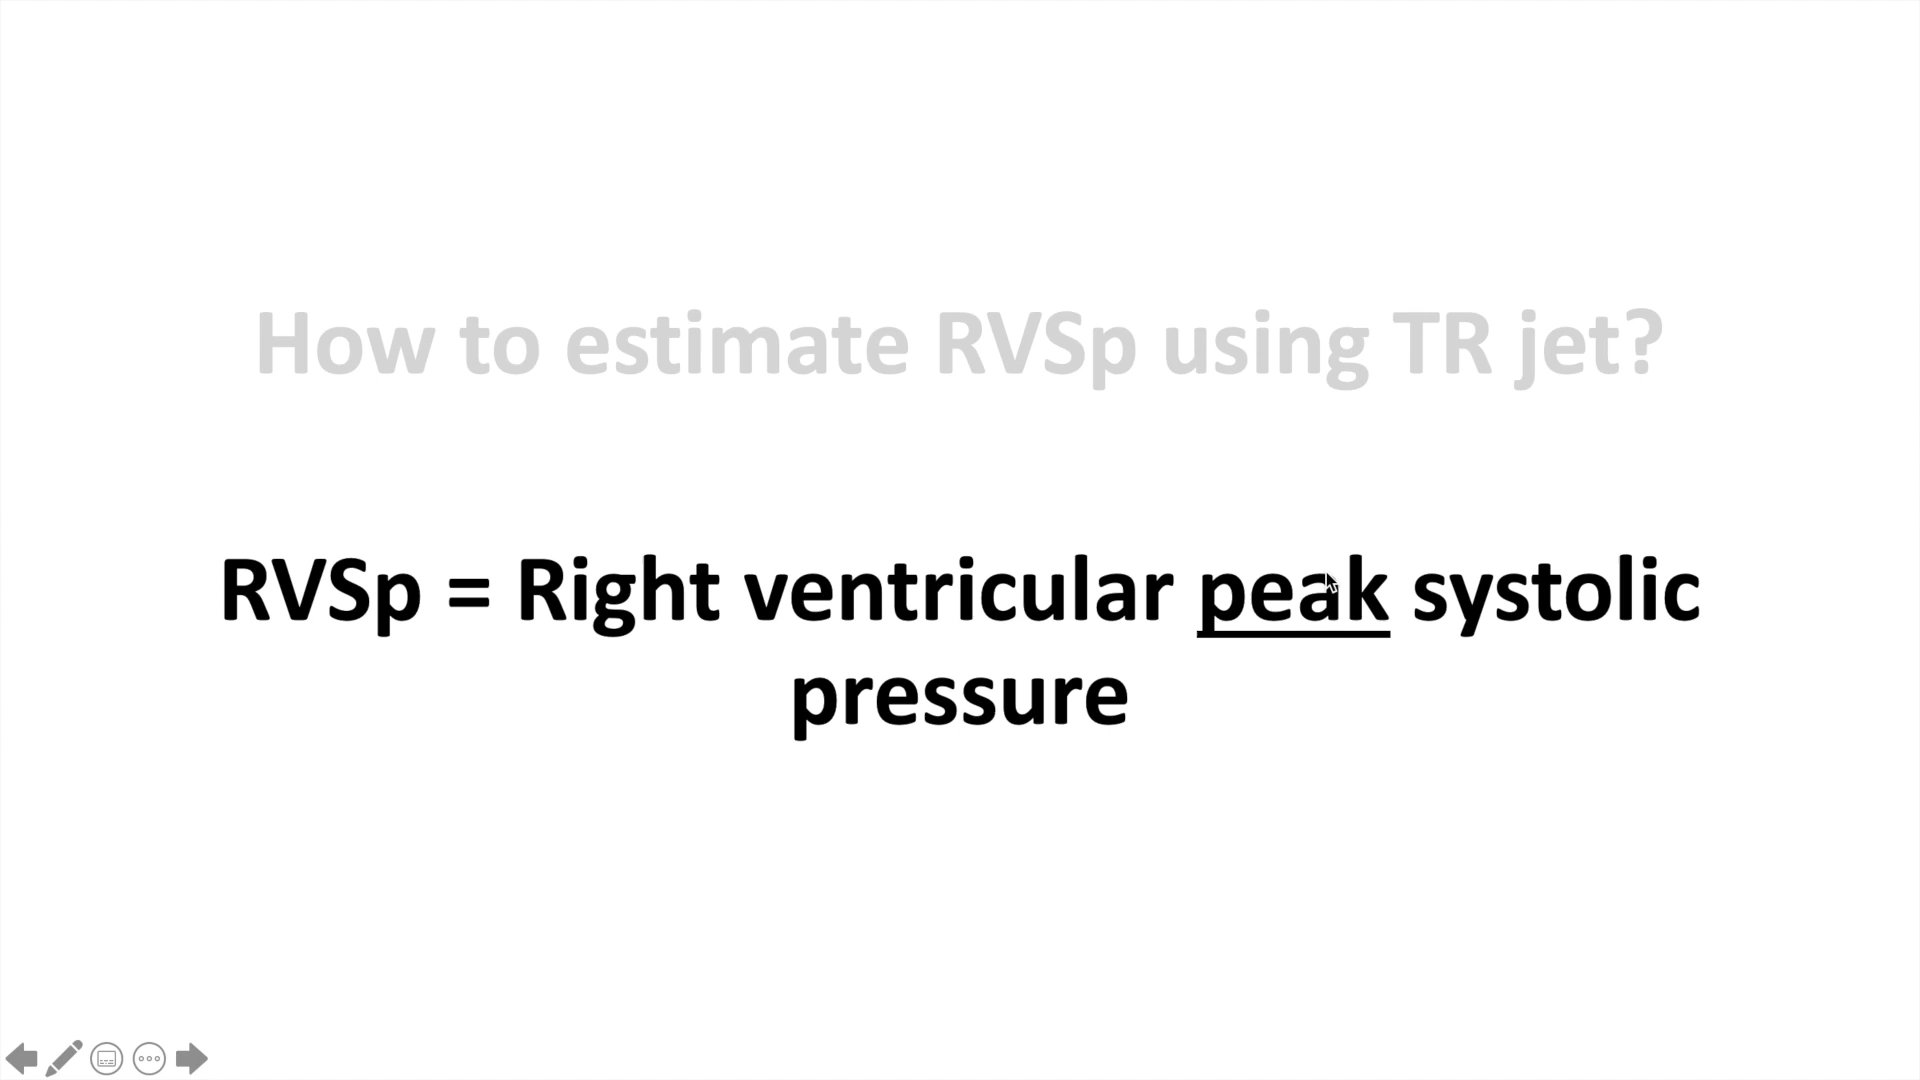 How to estimate RVSp using TR jet?
RVSp = Right ventricular peak systolic
pressure